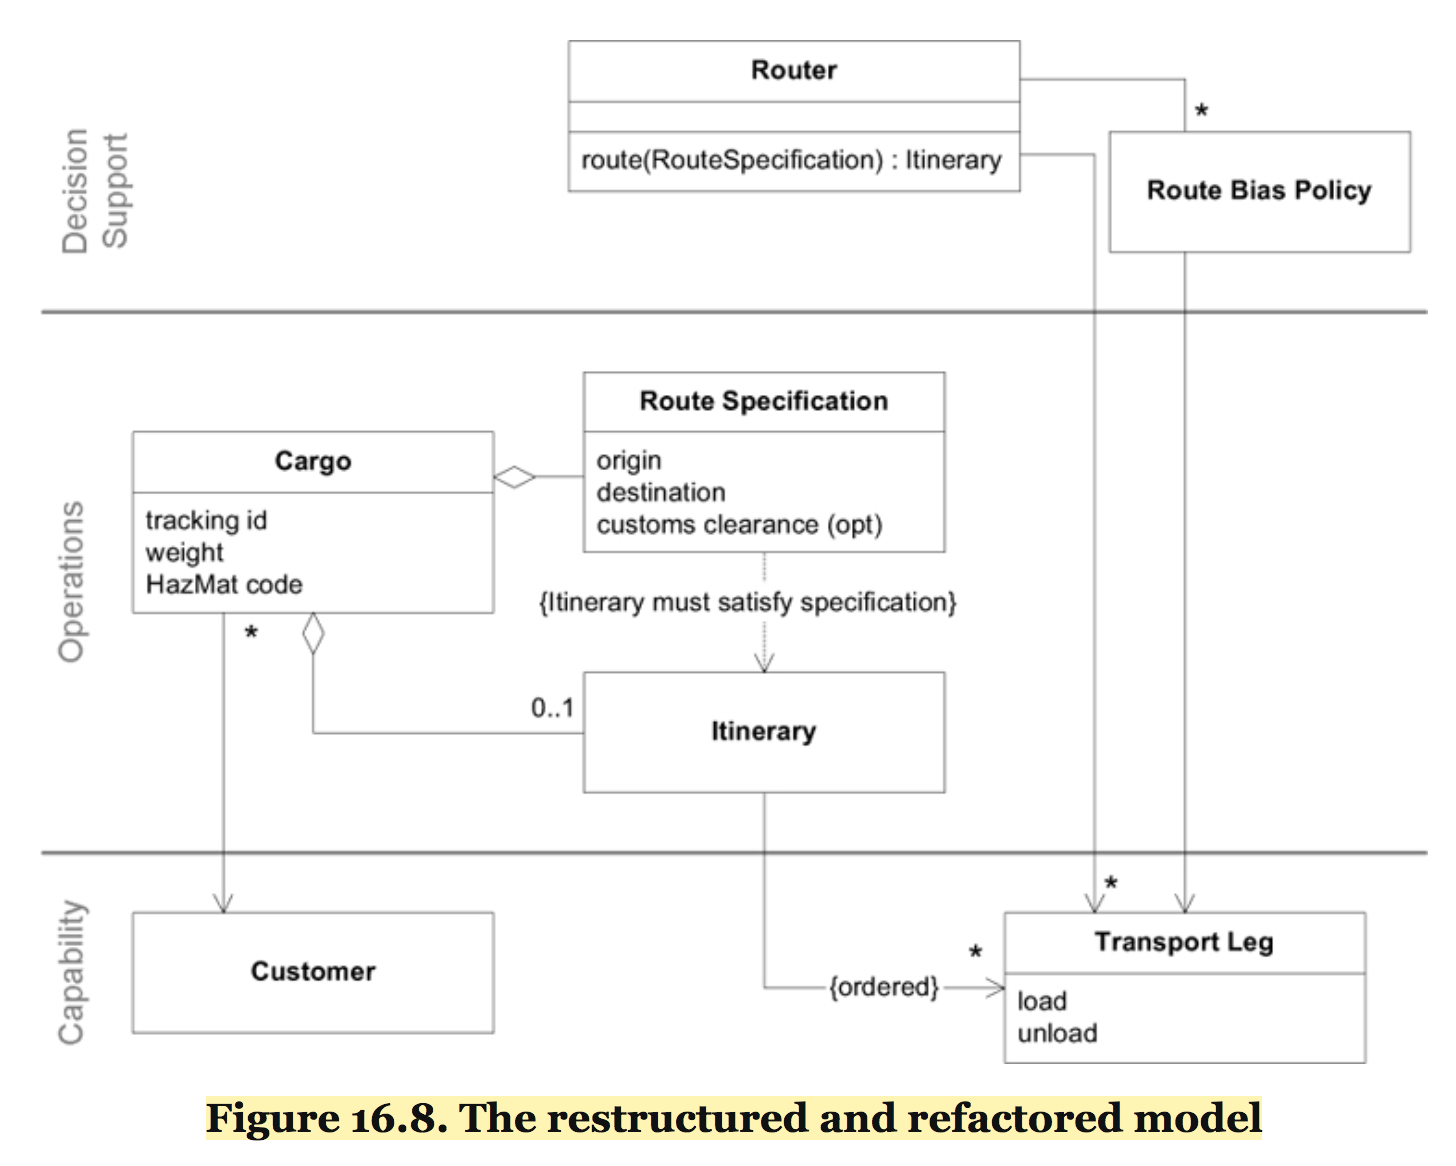 Decision
Support
Router
route(RouteSpecification) : Itinerary
*
Route Bias Policy
Operations
Route Specification
origin
destination
customs clearance (opt)
Cargo
tracking id
weight
HazMat code
*
{Itinerary must satisfy specification}
0..1
Itinerary
Capability
Customer
*
{ordered}
*
Transport Leg
load
unload
Figure 16.8. The restructured and refactored model